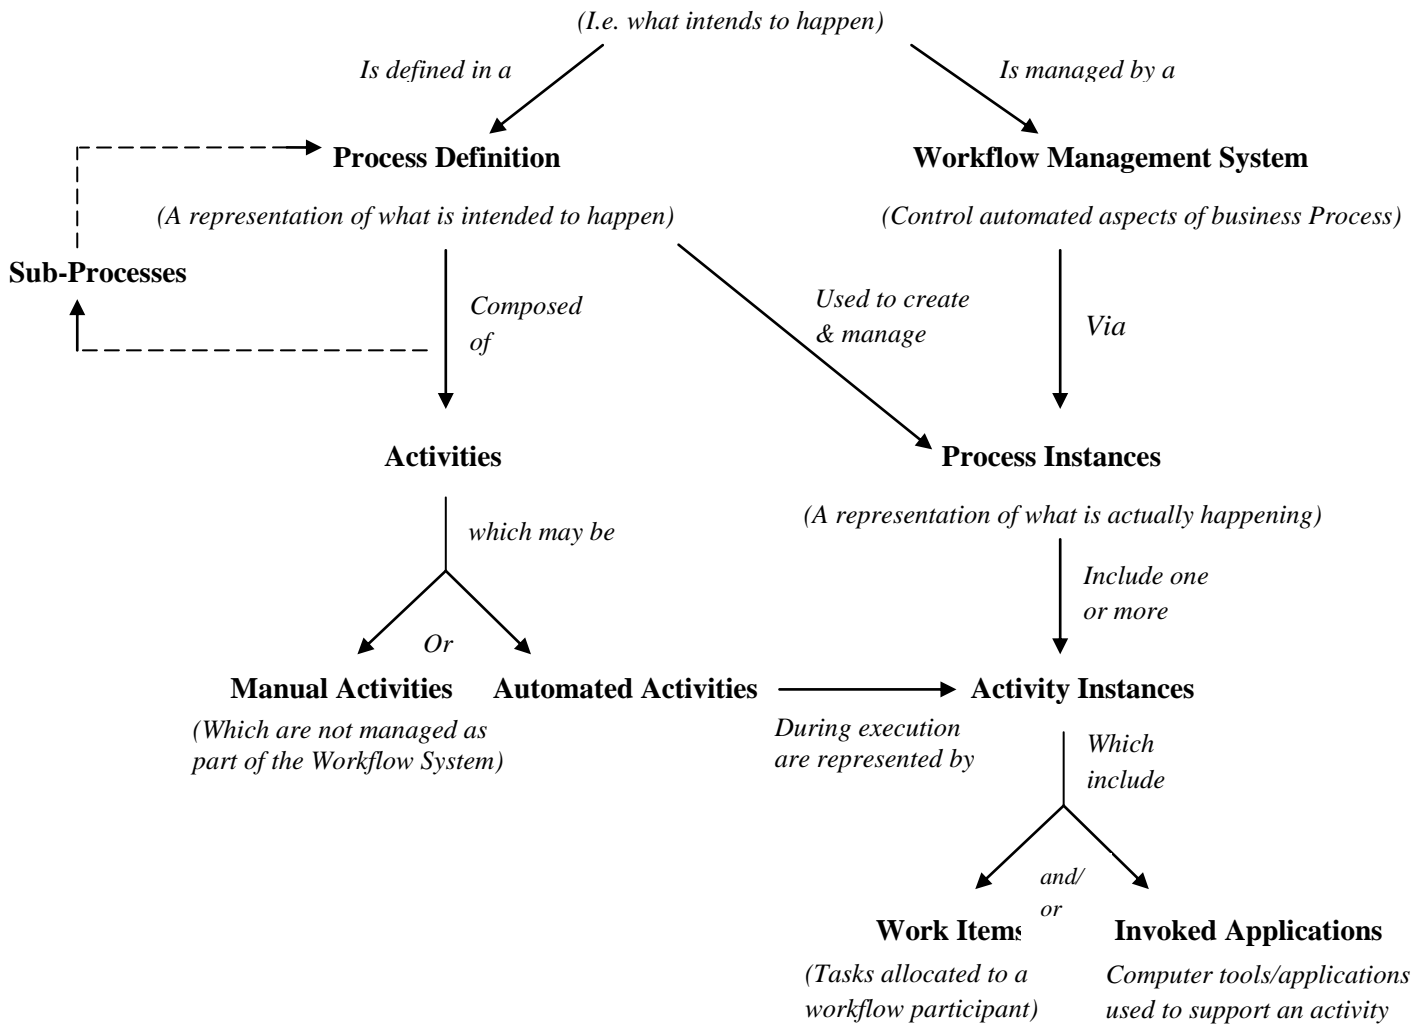 (I.e. what intends to happen)
Is defined in a
Is managed by a
Process Definition
Workflow Management System
(A representation of what is intended to happen)
(Control automated aspects of business Process)
Sub-Processes
Composed
of
Used to create
& manage
Via
Activities
Process Instances
(A representation of what is actually happening)
which may be
Include one
or more
Or
Manual Activities
Automated Activities
Activity Instances
(Which are not managed as
part of the Workflow System)
During execution
are represented by
Which
include
and/
or
Work Items
Invoked Applications
(Tasks allocated to a
workflow participant)
Computer tools/applications
used to support an activity